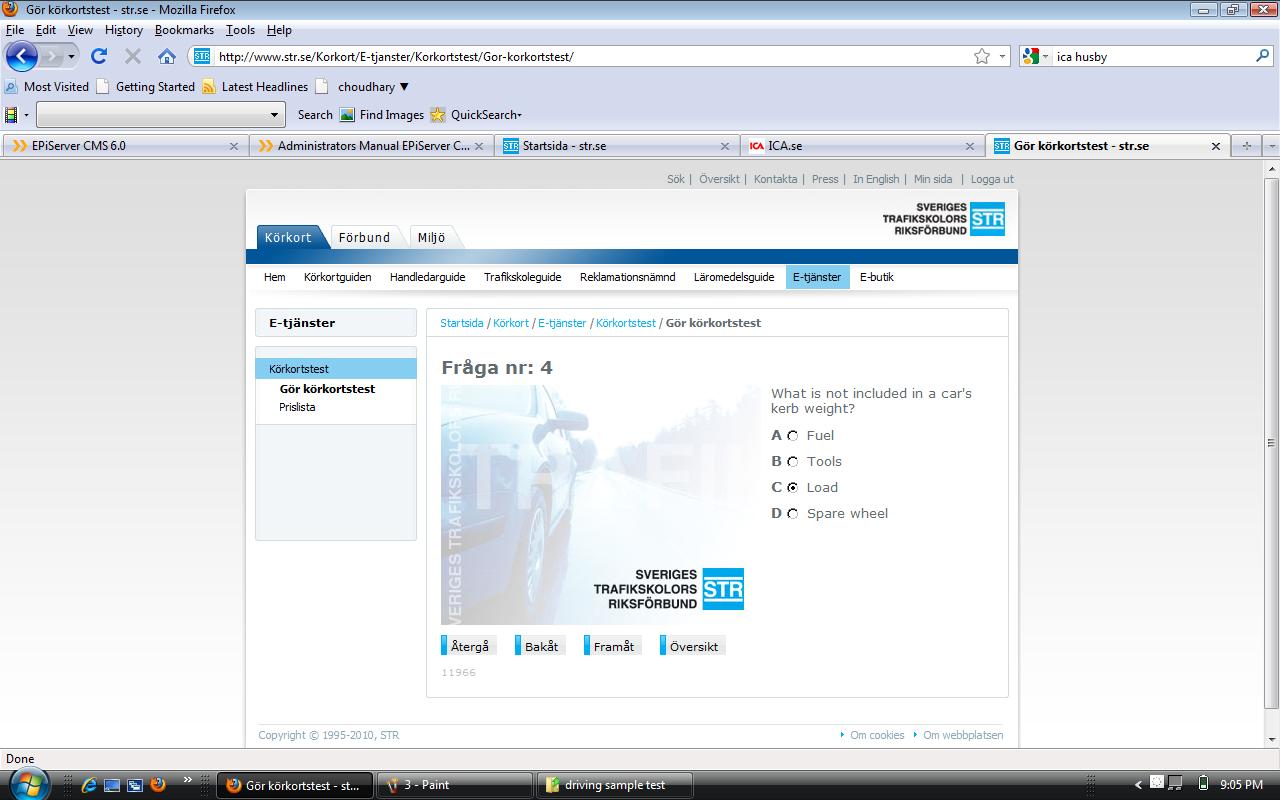 Gör körkortstest - str.se - Mozilla Firefox
File Edit View History Bookmarks Tools Help
http://www.str.se/Korkort/E-tjanster/Korkortstest/Gor-korkortstest/ ica husby
Most Visited Getting Started Latest Headlines choudhary
Search Find Images QuickSearch
EPiServer CMS 6.0 Administrators Manual EPiServer C... Startsida - str.se ICA.se Gör körkortstest - str.se
Sök | Översikt | Kontakta | Press | In English | Min sida | Logga ut
SVERIGES
TRAFIKSKOLORS STR
RIKSFÖRBUND
Körkort Förbund Miljö
Hem Körkortguiden Handledarguide Trafikskoleguide Reklamationsnämnd Läromedelsguide E-tjänster E-butik
E-tjänster
Körkortstest
Gör körkortstest
Prislista
Startsida / Körkort / E-tjänster / Körkortstest / Gör körkortstest
Fråga nr: 4
What is not included in a car's
kerb weight?
A Fuel
B Tools
C Load
D Spare wheel
SVERIGES
TRAFIKSKOLORS STR
RIKSFÖRBUND
Återgå Bakåt Framåt Översikt
11966
Copyright © 1995-2010, STR Om cookies Om webbplatsen
Done
Gör körkortstest - st... 3 - Paint driving sample test 9:05 PM